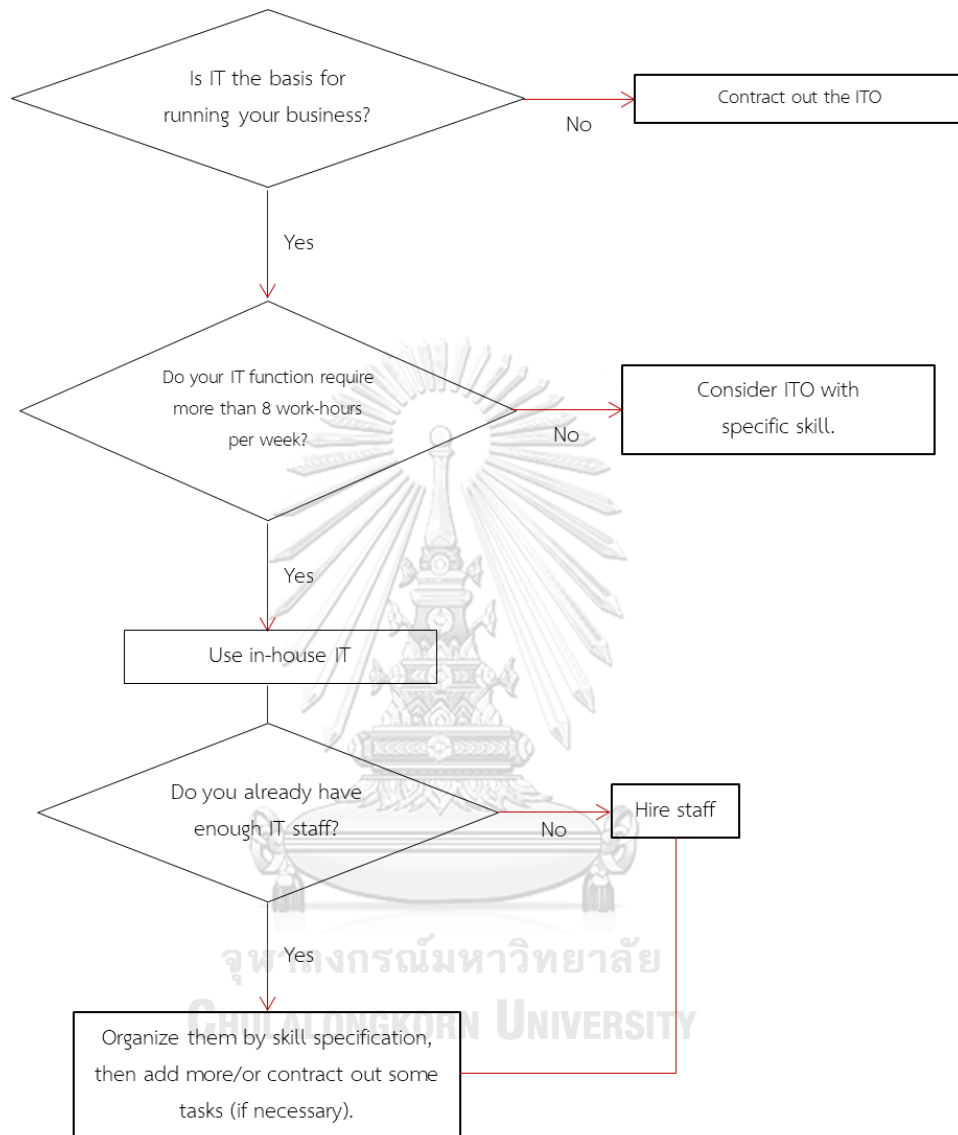 Is IT the basis for
running your business?
Contract out the ITO
No
Yes
Do your IT function require
more than 8 work-hours
per week?
Consider ITO with
specific skill.
No
Yes
Use in-house IT
Do you already have
enough IT staff?
Hire staff
No
Yes
จุฬาลงกรณ์มหาวิทยาลัย
CHULALONGKORN UNIVERSITY
Organize them by skill specification,
then add more/or contract out some
tasks (if necessary).